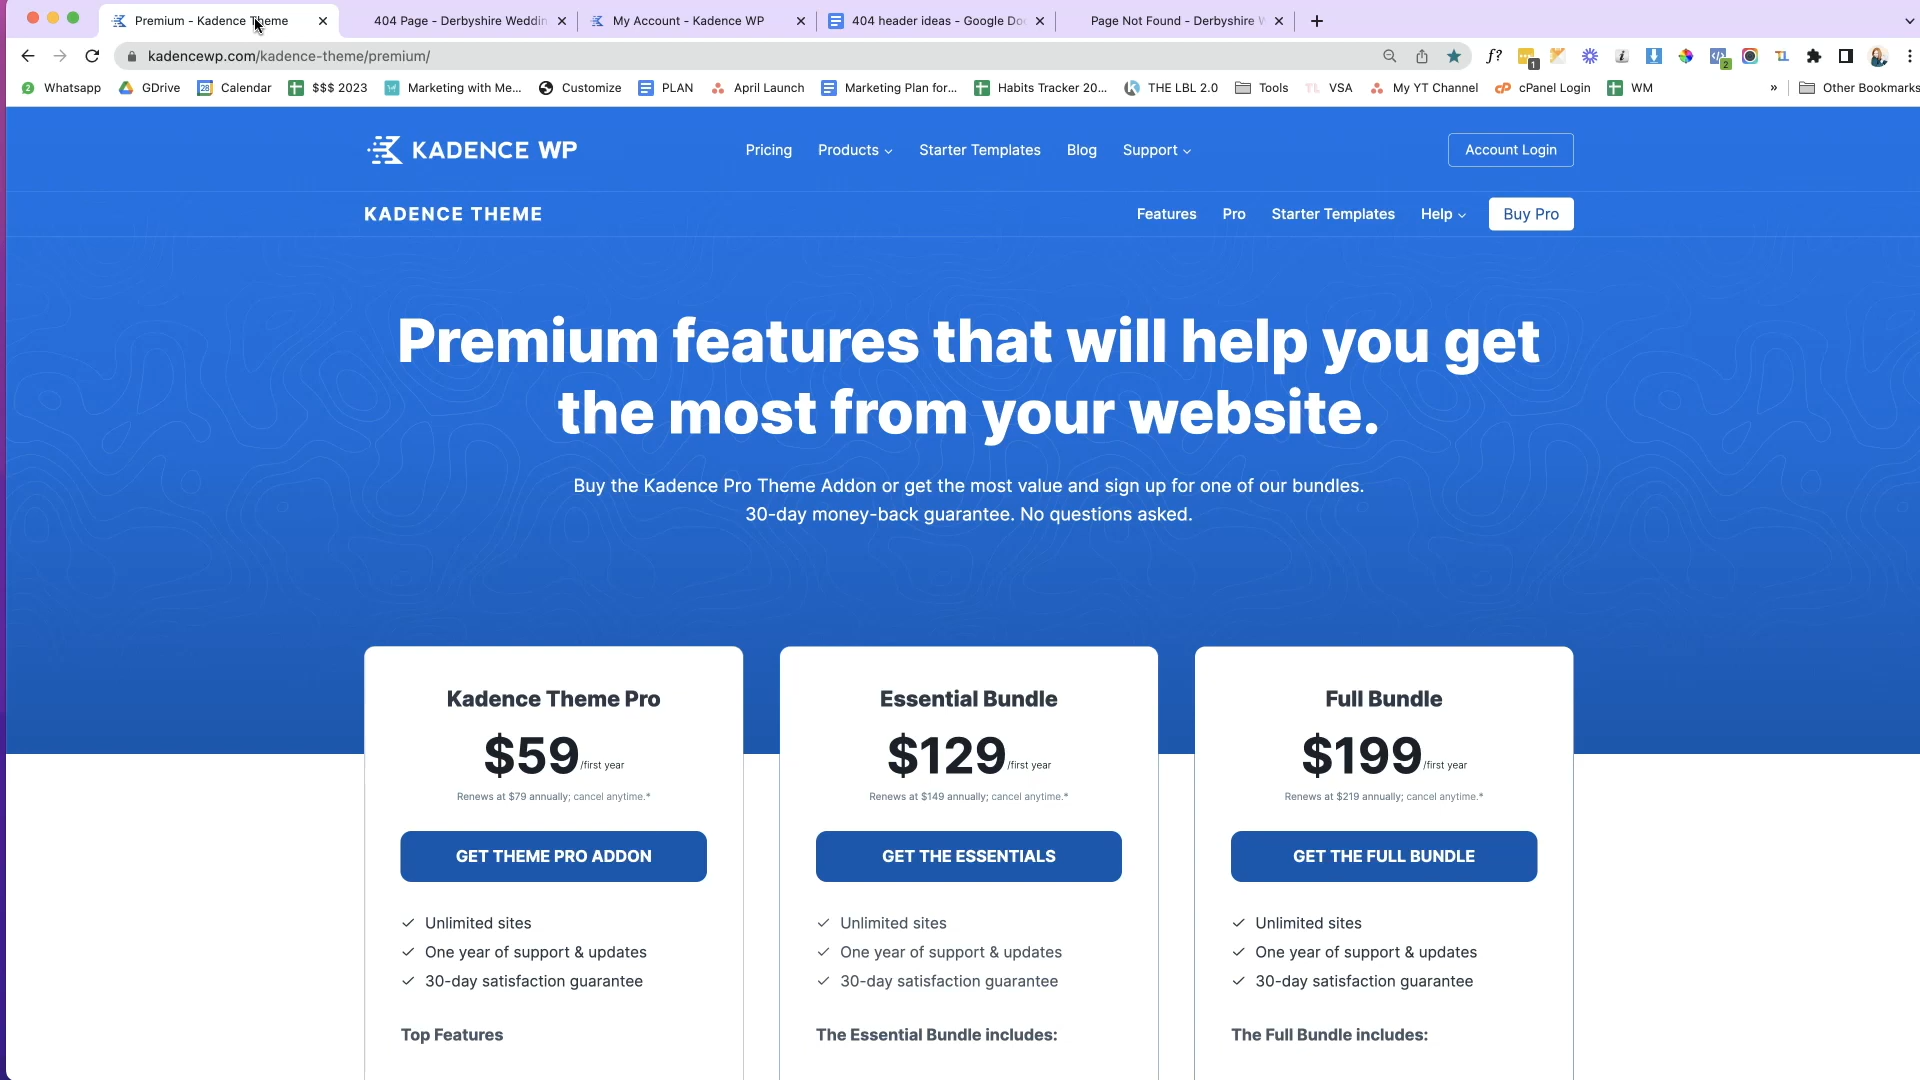 Premium - Kadence Theme
404 Page - Derbyshire Weddin
My Account - Kadence WP
404 header ideas - Google Do
Page Not Found - Derbyshire W
kadencewp.com/kadence-theme/premium/
f?
1
2
2
Whatsapp
GDrive
28
Calendar
$$$ 2023
Marketing with Me...
Customize
PLAN
April Launch
Marketing Plan for...
Habits Tracker 20...
THE LBL 2.0
Tools
TL
VSA
My YT Channel
cP
cPanel Login
WM
»
Other Bookmarks
KADENCE WP
Pricing
Products
Starter Templates
Blog
Support
Account Login
KADENCE THEME
Features
Pro
Starter Templates
Help
Buy Pro
Premium features that will help you get
the most from your website.
Buy the Kadence Pro Theme Addon or get the most value and sign up for one of our bundles.
30-day money-back guarantee. No questions asked.
Kadence Theme Pro
$59/first year
Renews at $79 annually; cancel anytime.*
GET THEME PRO ADDON
Unlimited sites
One year of support & updates
30-day satisfaction guarantee
Top Features
Essential Bundle
$129/first year
Renews at $149 annually; cancel anytime.*
GET THE ESSENTIALS
Unlimited sites
One year of support & updates
30-day satisfaction guarantee
The Essential Bundle includes:
Full Bundle
$199/first year
Renews at $219 annually; cancel anytime.*
GET THE FULL BUNDLE
Unlimited sites
One year of support & updates
30-day satisfaction guarantee
The Full Bundle includes: